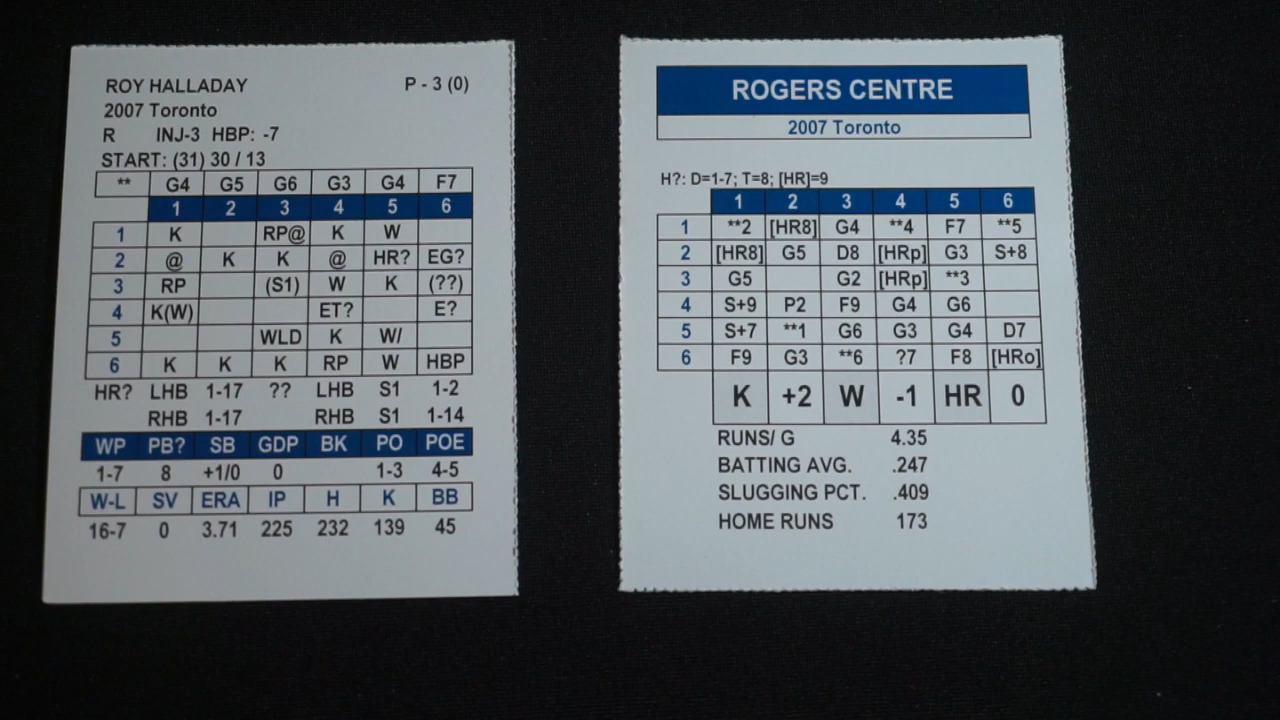 ROY HALLADAY P - 3 (0)
2007 Toronto
R INJ-3 HBP: -7
START: (31) 30 / 13
** G4 G5 G6 G3 G4 F7
1 2 3 4 5 6
1 K RP@ K W
2 @ K K @ HR? EG?
3 RP (S1) W K (??)
4 K(W) ET? E?
5 WLD K W/
6 K K K RP W HBP
HR? LHB 1-17 ?? LHB S1 1-2
RHB 1-17 RHB S1 1-14
WP PB? SB GDP BK PO POE
1-7 8 +1/0 0 1-3 4-5
W-L SV ERA IP H K BB
16-7 0 3.71 225 232 139 45
ROGERS CENTRE
2007 Toronto
H?: D=1-7; T=8; [HR]=9
1 2 3 4 5 6
1 **2 [HR8] G4 **4 F7 **5
2 [HR8] G5 D8 [HRp] G3 S+8
3 G5 G2 [HRp] **3
4 S+9 P2 F9 G4 G6
5 S+7 **1 G6 G3 G4 D7
6 F9 G3 **6 ?7 F8 [HRo]
K +2 W -1 HR 0
RUNS/ G 4.35
BATTING AVG. .247
SLUGGING PCT. .409
HOME RUNS 173